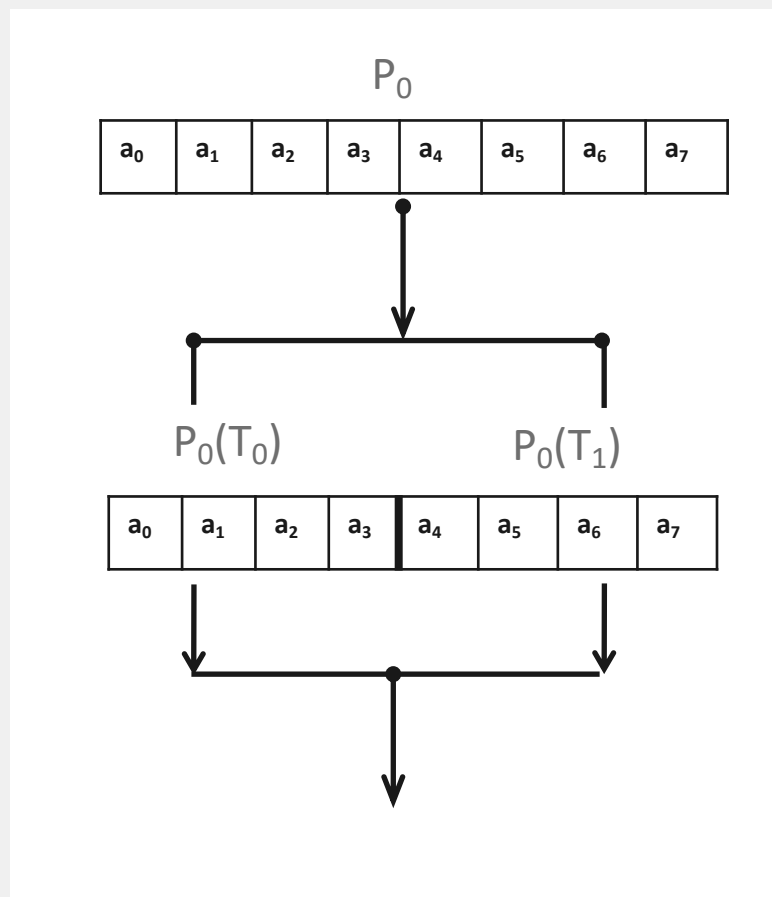 P₀
a₀ a₁ a₂ a₃ a₄ a₅ a₆ a₇
P₀(T₀) P₀(T₁)
a₀ a₁ a₂ a₃ a₄ a₅ a₆ a₇